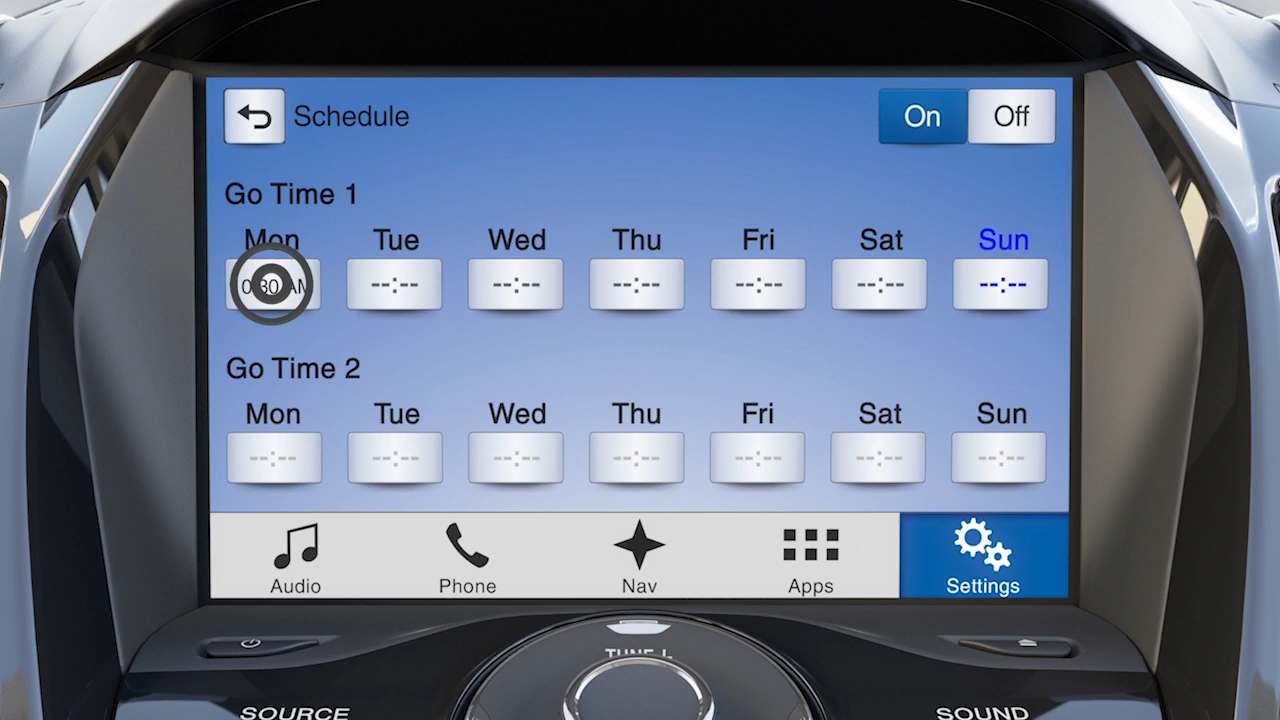 Schedule
On Off
Go Time 1
Mon Tue Wed Thu Fri Sat Sun
--:-- --:-- --:-- --:-- --:-- --:--
Go Time 2
Mon Tue Wed Thu Fri Sat Sun
--:-- --:-- --:-- --:-- --:-- --:-- --:--
Audio Phone Nav Apps Settings
SOURCE SOUND